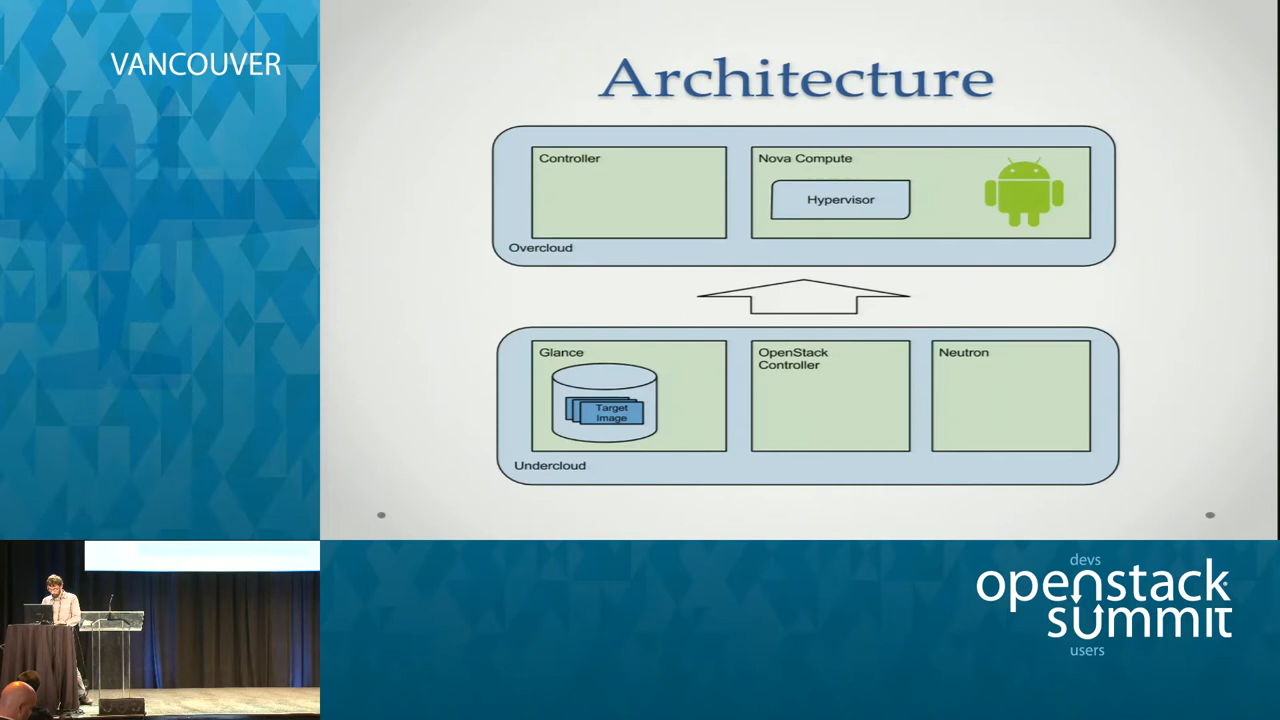 VANCOUVER
Architecture
Controller
Nova Compute
Hypervisor
Overcloud
Glance
Target
Image
OpenStack
Controller
Neutron
Undercloud
devs
openstack
summit
users